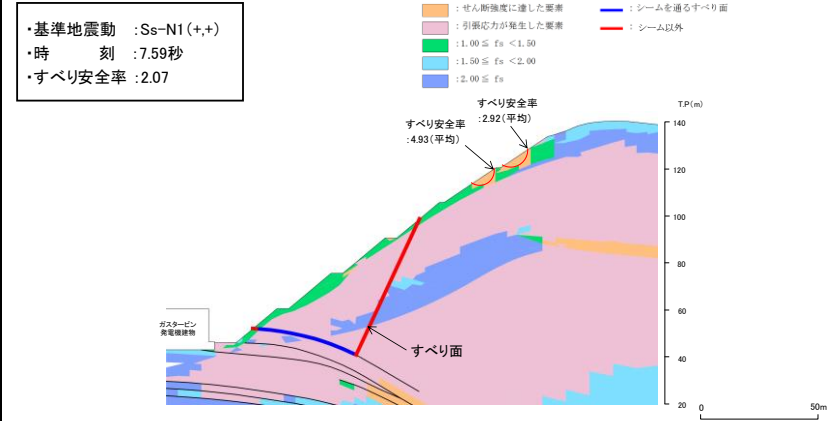 ・基準地震動 :Ss-N1(+,+)
・時 刻 :7.59秒
・すべり安全率 :2.07
:せん断強度に達した要素
:引張応力が発生した要素
:1.00≦ fs <1.50
:1.50≦ fs <2.00
:2.00≦ fs
:シームを通るすべり面
:シーム以外
すべり安全率
:2.92(平均)
すべり安全率
:4.93(平均)
T.P(m)
140
120
100
80
60
40
20
ガスタービン
発電機建物
すべり面
0 50m